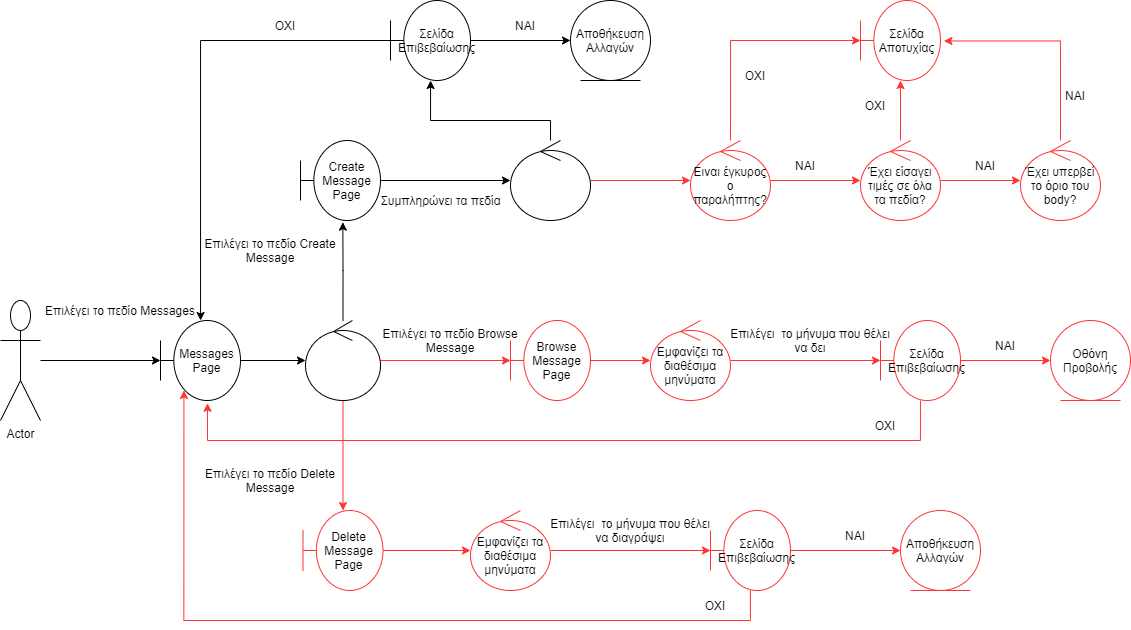 ΟΧΙ
Σελίδα
Επιβεβαίωσης
ΝΑΙ
Αποθήκευση
Αλλαγών
Σελίδα
Αποτυχίας
ΟΧΙ
ΟΧΙ
ΝΑΙ
Create
Message
Page
Συμπληρώνει τα πεδία
Ειναι έγκυρος
ο
παραλήπτης?
ΝΑΙ
Έχει είσαγει
τιμές σε όλα
τα πεδία?
ΝΑΙ
Έχει υπερβεί
το όριο του
body?
Επιλέγει το πεδίο Create
Message
Επιλέγει το πεδίο Messages
Messages
Page
Actor
Επιλέγει το πεδίο Browse
Message
Browse
Message
Page
Εμφανίζει τα
διαθέσιμα
μηνύματα
Επιλέγει το μήνυμα που θέλει
να δει
Σελίδα
Επιβεβαίωσης
ΝΑΙ
Οθόνη
Προβολής
ΟΧΙ
Επιλέγει το πεδίο Delete
Message
Delete
Message
Page
Εμφανίζει τα
διαθέσιμα
μηνύματα
Επιλέγει το μήνυμα που θέλει
να διαγράψει
Σελίδα
Επιβεβαίωσης
ΝΑΙ
Αποθήκευση
Αλλαγών
ΟΧΙ